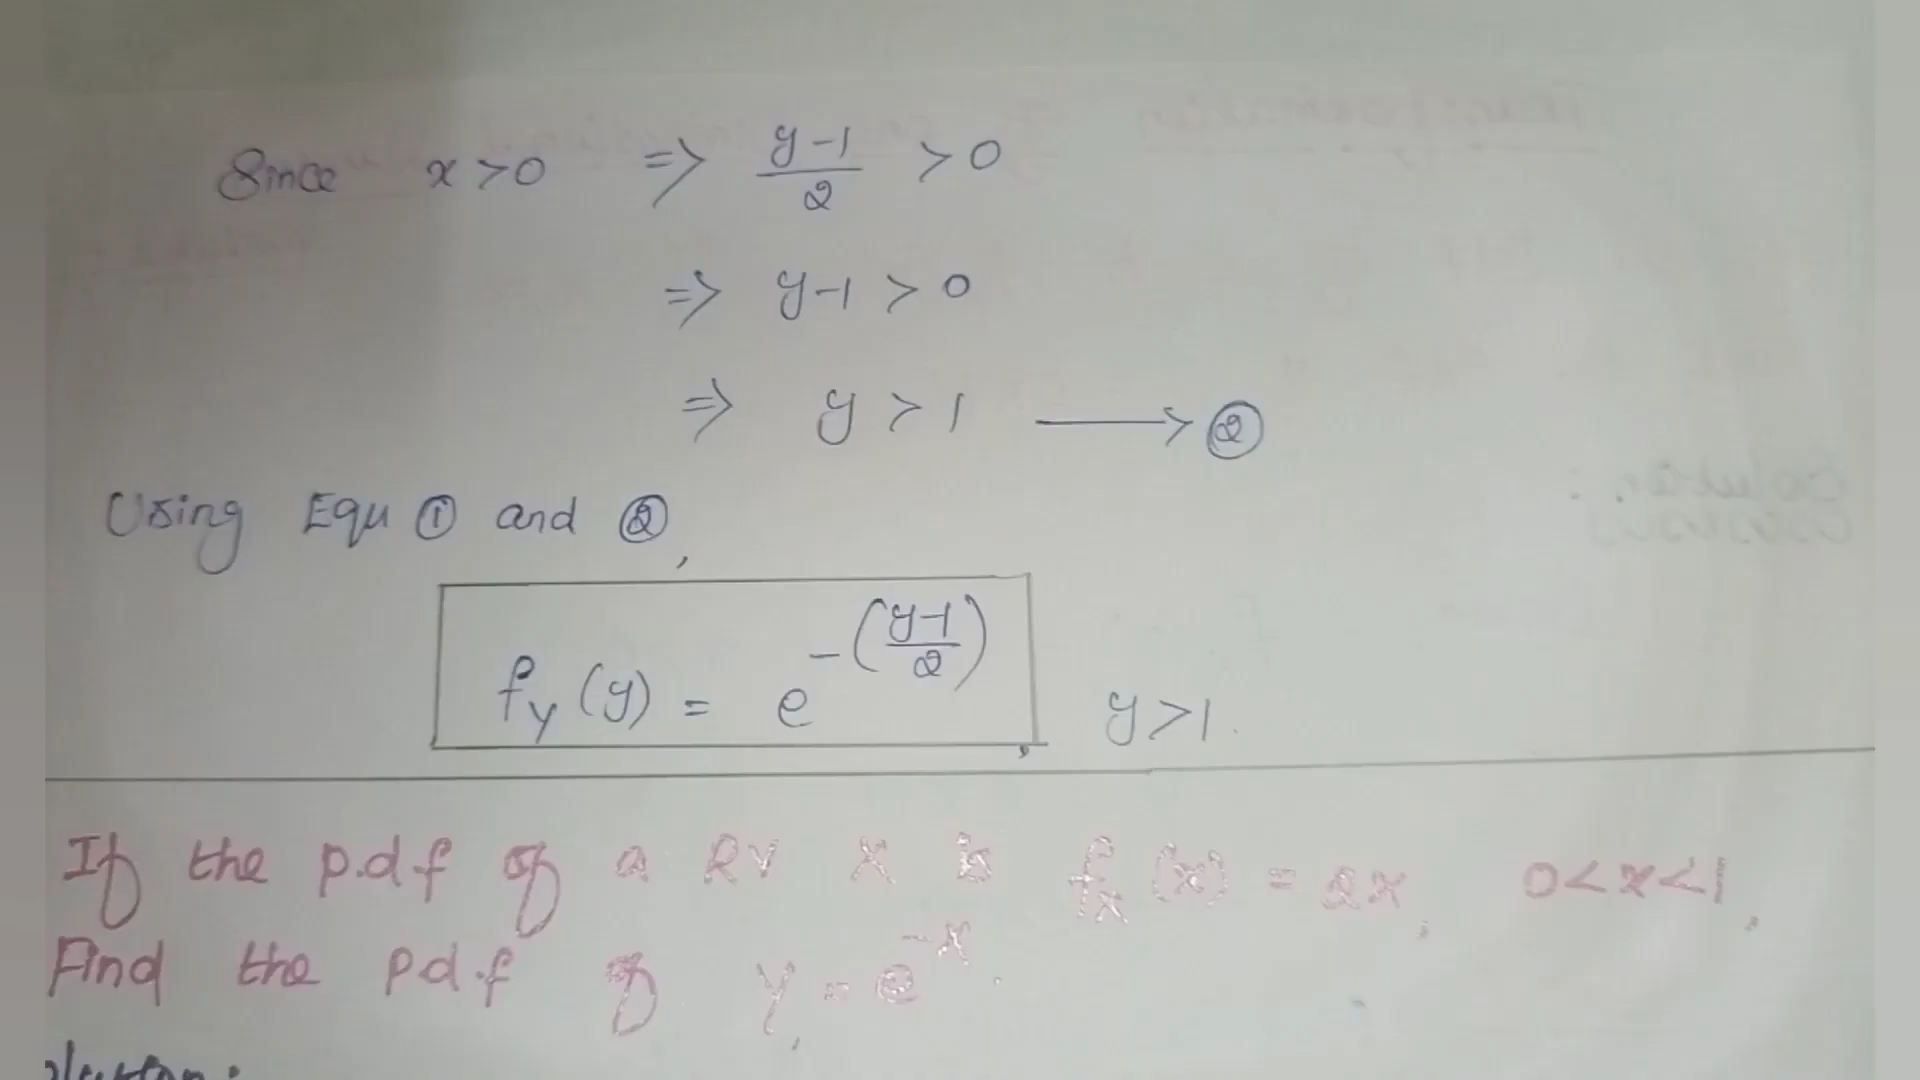 Since x > 0 => (y-1)/2 > 0
=> y-1 > 0
=> y > 1 ——> ②
Using Equ ① and ②,
f_Y (y) = e^-((y-1)/2), y>1.
If the p.d.f of a RV X is f_X (x) = 2x, 0<x<1,
Find the p.d.f of Y = e^-x.